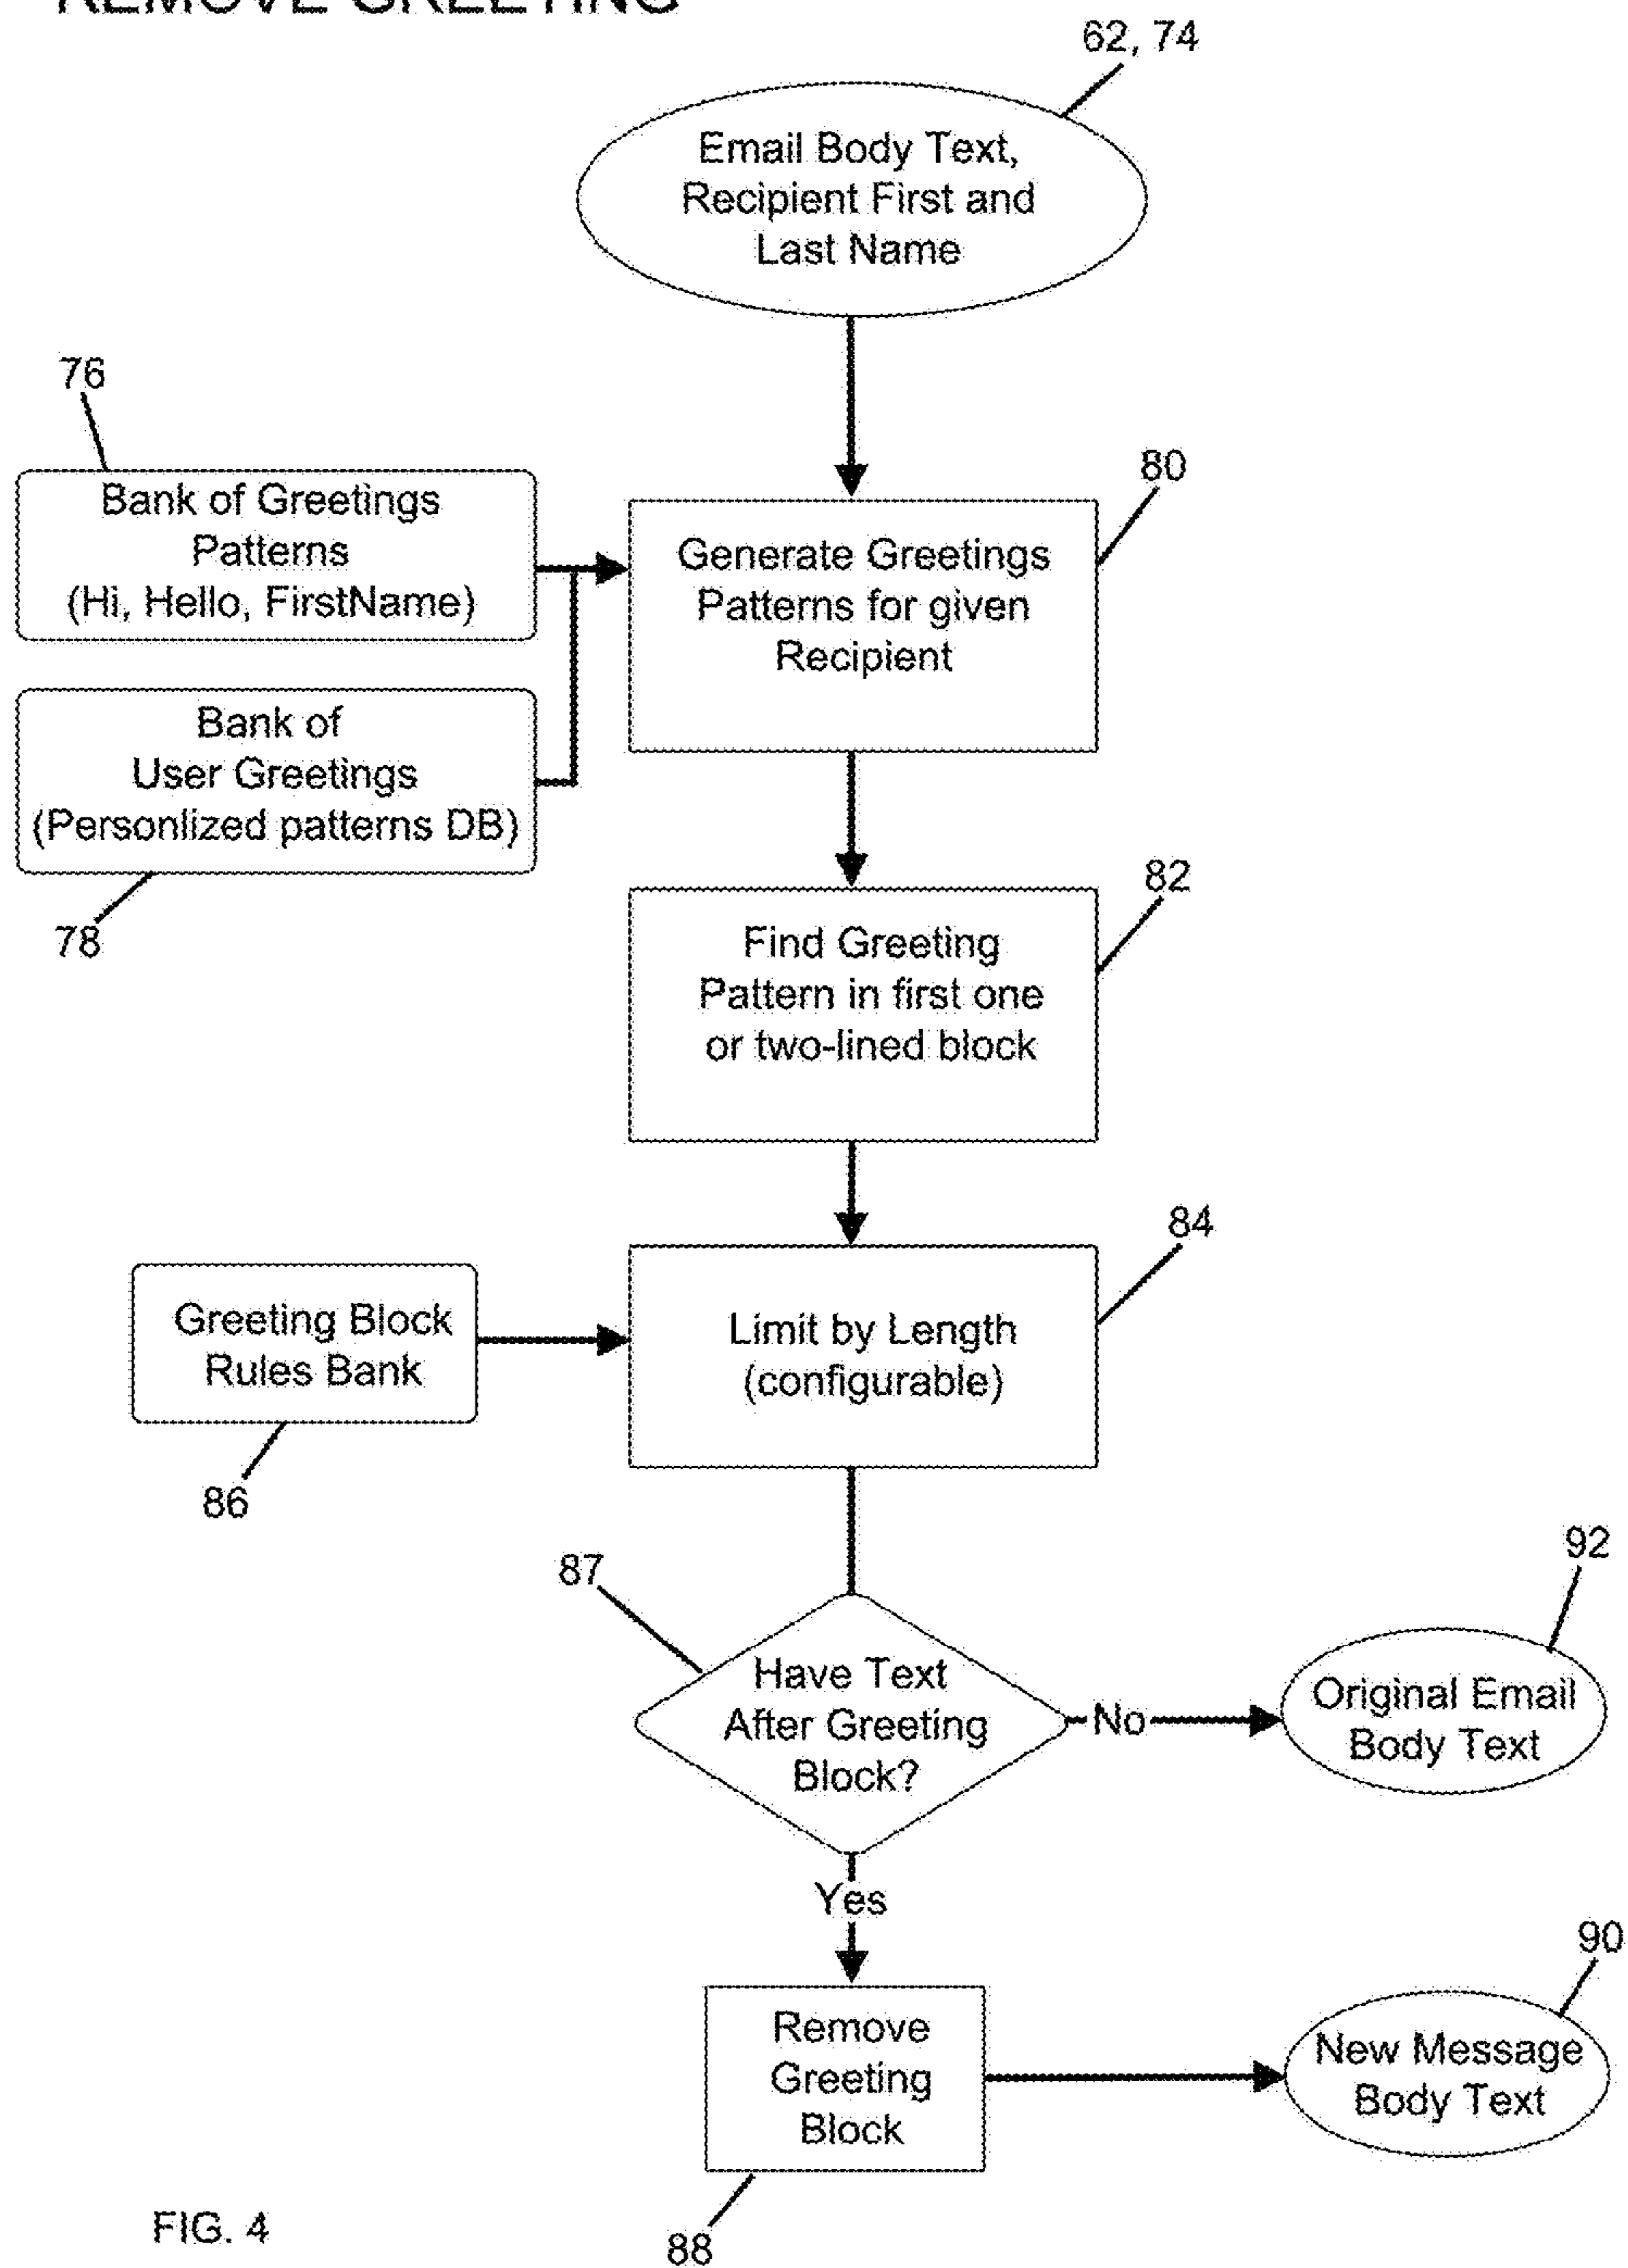 REMOVE GREETING
62, 74
Email Body Text,
Recipient First and
Last Name
76
Bank of Greetings
Patterns
(Hi, Hello, FirstName)
80
Generate Greetings
Patterns for given
Recipient
Bank of
User Greetings
(Personlized patterns DB)
78
82
Find Greeting
Pattern in first one
or two-lined block
84
Limit by Length
(configurable)
Greeting Block
Rules Bank
86
87
Have Text
After Greeting
Block?
No
92
Original Email
Body Text
Yes
Remove
Greeting
Block
88
90
New Message
Body Text
FIG. 4